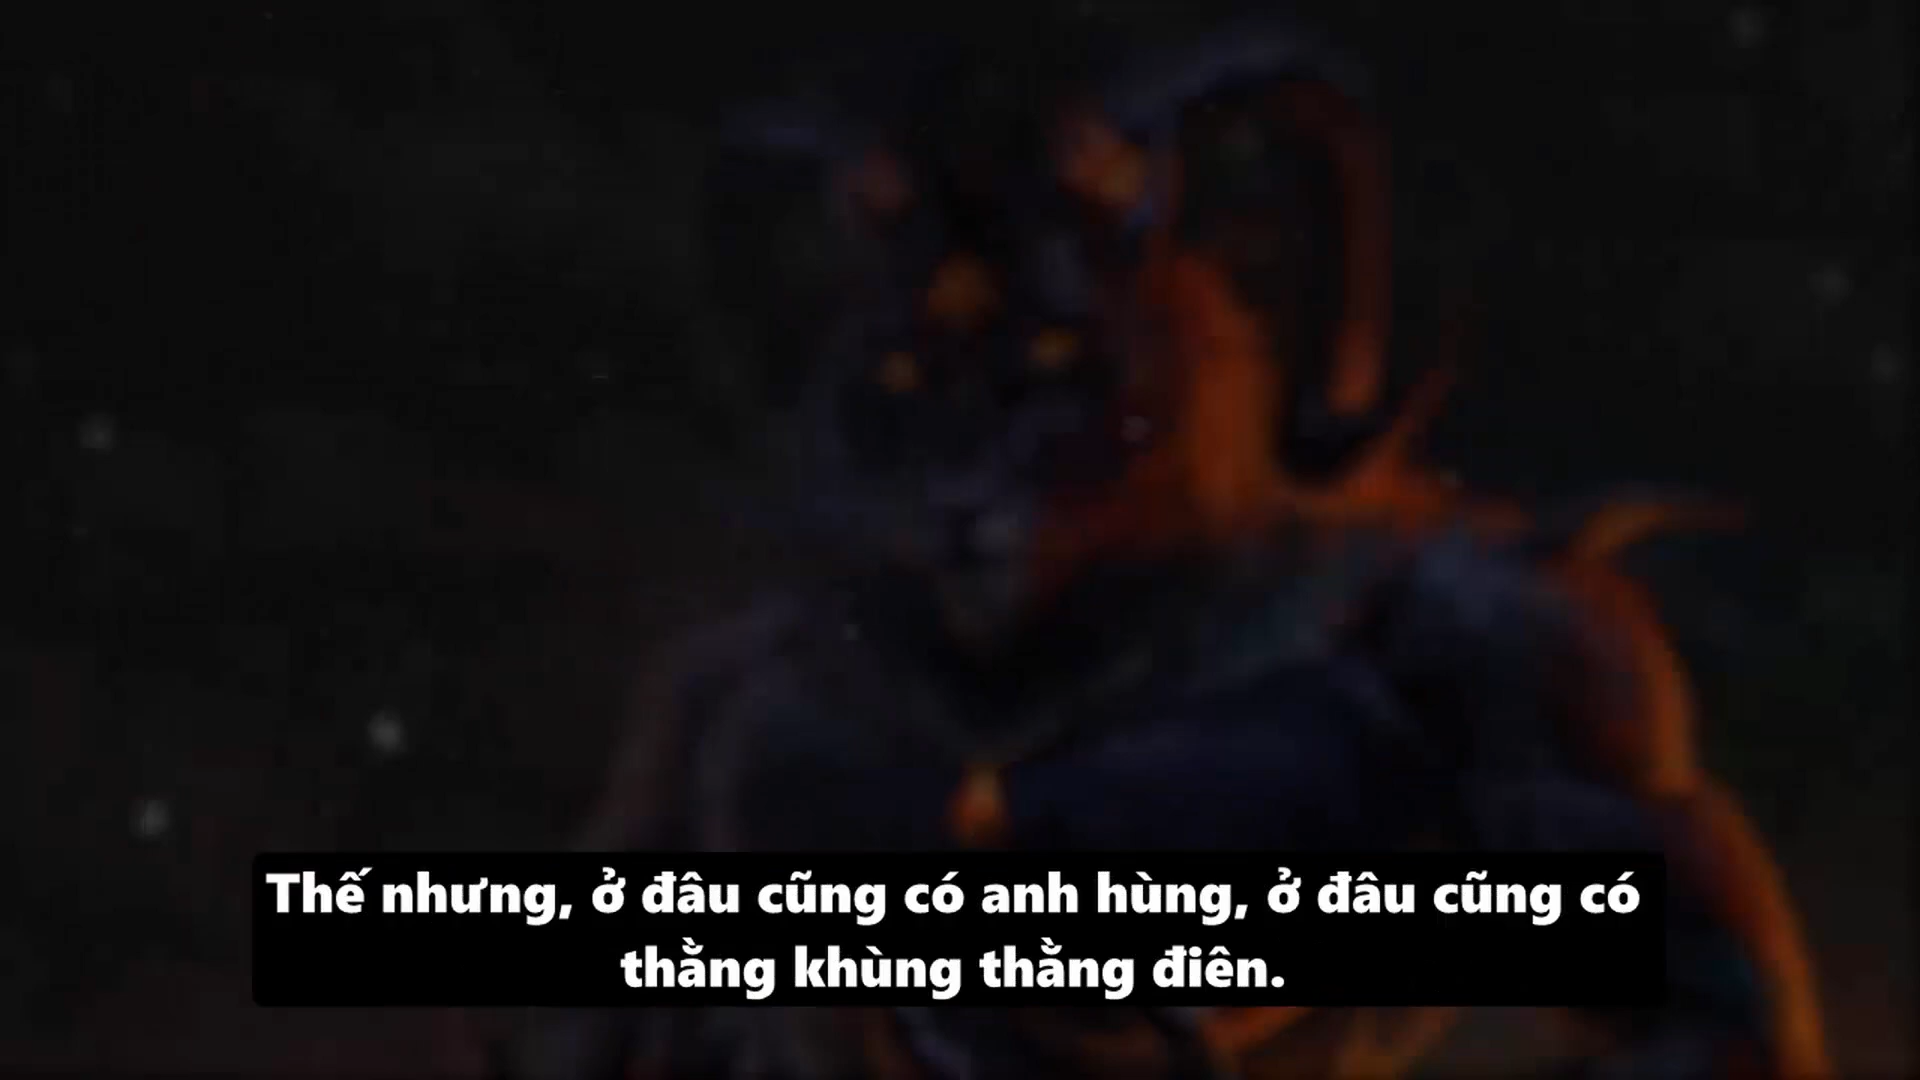 Thế nhưng, ở đâu cũng có anh hùng, ở đâu cũng có
thằng khùng thằng điên.